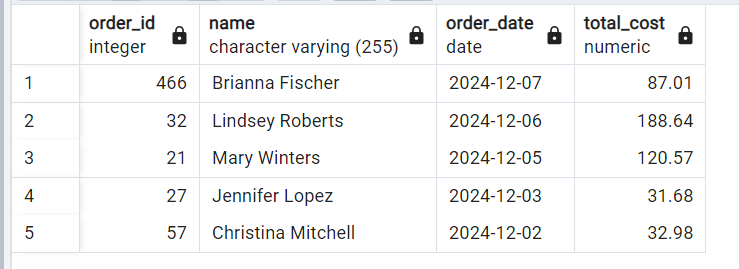 order_id name order_date total_cost
integer character varying (255) date numeric
1 466 Brianna Fischer 2024-12-07 87.01
2 32 Lindsey Roberts 2024-12-06 188.64
3 21 Mary Winters 2024-12-05 120.57
4 27 Jennifer Lopez 2024-12-03 31.68
5 57 Christina Mitchell 2024-12-02 32.98